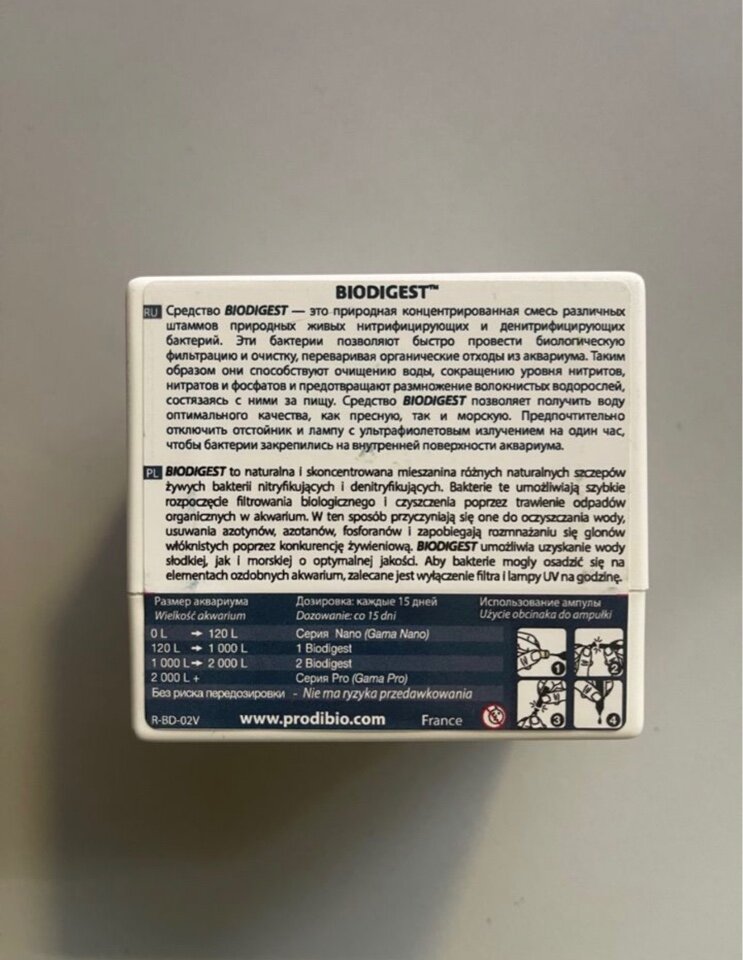 BIODIGEST™
RU Средство BIODIGEST — это природная концентрированная смесь различных
штаммов природных живых нитрифицирующих и денитрифицирующих
бактерий. Эти бактерии позволяют быстро провести биологическую
фильтрацию и очистку, переваривая органические отходы из аквариума. Таким
образом они способствуют очищению воды, сокращению уровня нитритов,
нитратов и фосфатов и предотвращают размножение волокнистых водорослей,
состязаясь с ними за пищу. Средство BIODIGEST позволяет получить воду
оптимального качества, как пресную, так и морскую. Предпочтительно
отключить отстойник и лампу с ультрафиолетовым излучением на один час,
чтобы бактерии закрепились на внутренней поверхности аквариума.
PL BIODIGEST to naturalna i skoncentrowana mieszanina różnych naturalnych szczepów
żywych bakterii nitryfikujących i denitryfikujących. Bakterie te umożliwiają szybkie
rozpoczęcie filtrowania biologicznego i czyszczenia poprzez trawienie odpadów
organicznych w akwarium. W ten sposób przyczyniają się one do oczyszczania wody,
usuwania azotynów, azotanów, fosforanów i zapobiegają rozmnażaniu się glonów
włóknistych poprzez konkurencję żywieniową. BIODIGEST umożliwia uzyskanie wody
słodkiej, jak i morskiej o optymalnej jakości. Aby bakterie mogły osadzić się na
elementach ozdobnych akwarium, zalecane jest wyłączenie filtra i lampy UV na godzinę.
Размер аквариума Дозировка: каждые 15 дней Использование ампулы
Wielkość akwarium Dozowanie: co 15 dni Użycie obcinaka do ampułki
0 L → 120 L Серия Nano (Gama Nano)
120 L → 1 000 L 1 Biodigest
1 000 L → 2 000 L 2 Biodigest
2 000 L + Серия Pro (Gama Pro)
Без риска передозировки - Nie ma ryzyka przedawkowania
1 2
3 4
R-BD-02V www.prodibio.com France